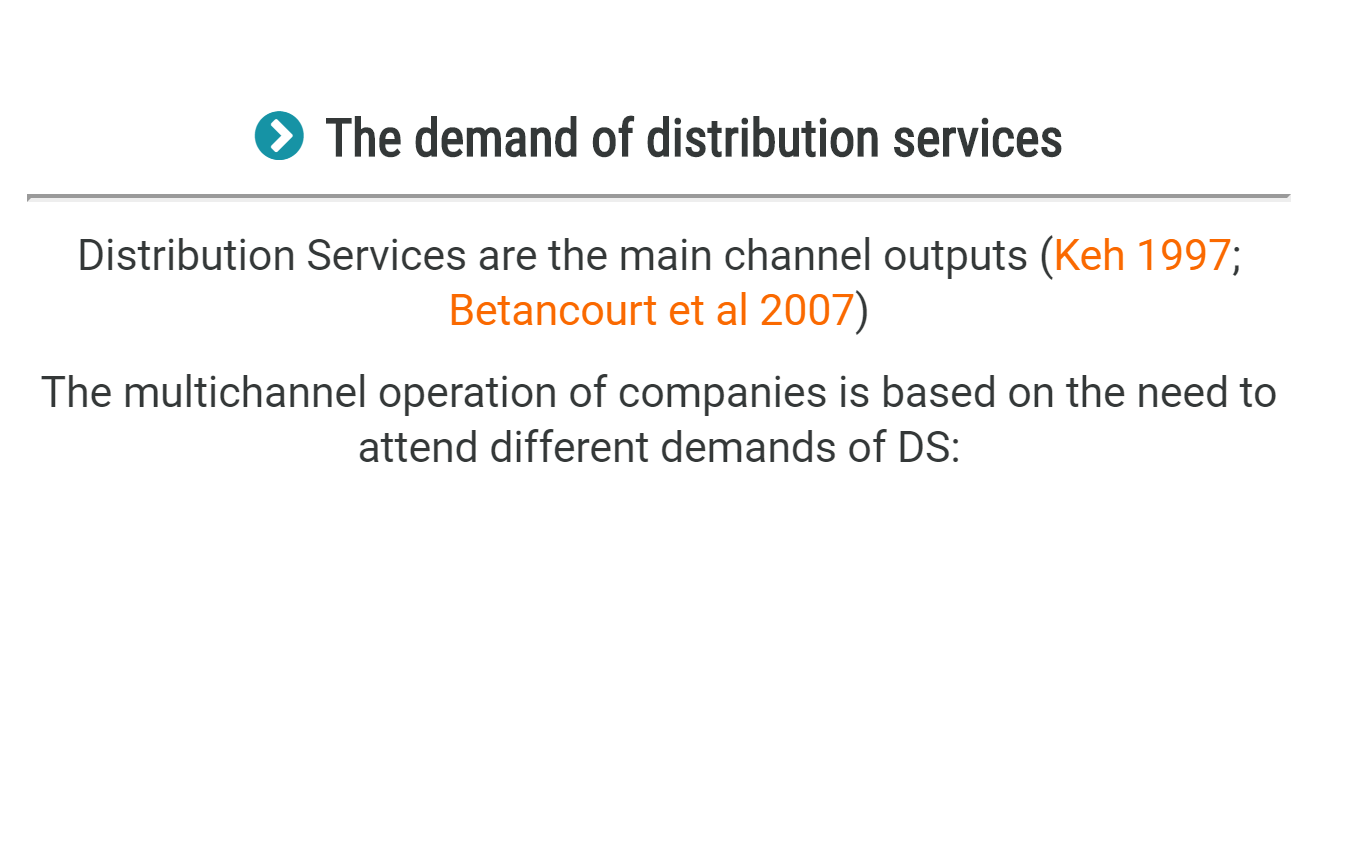 The demand of distribution services
Distribution Services are the main channel outputs (Keh 1997;
Betancourt et al 2007)
The multichannel operation of companies is based on the need to
attend different demands of DS: